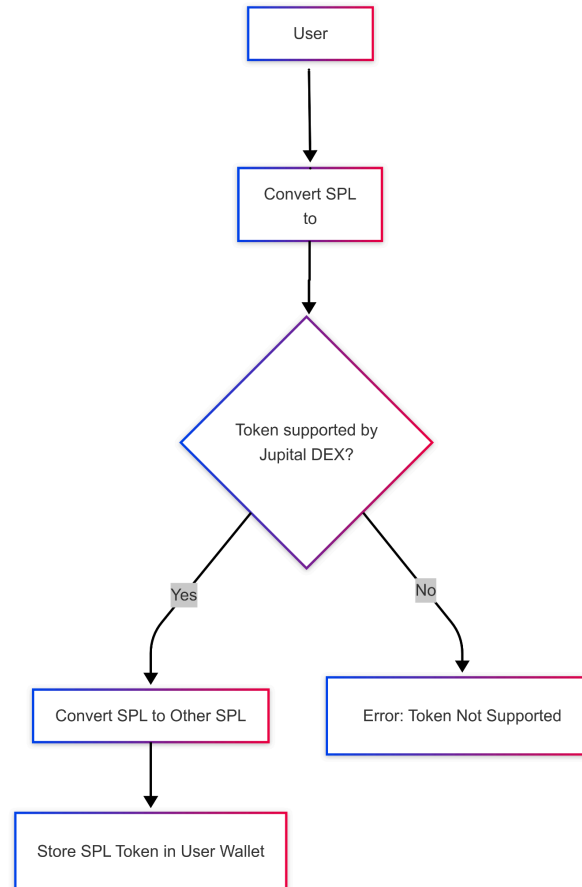 User
Convert SPL
to
Token supported by
Jupital DEX?
Yes
No
Convert SPL to Other SPL
Error: Token Not Supported
Store SPL Token in User Wallet